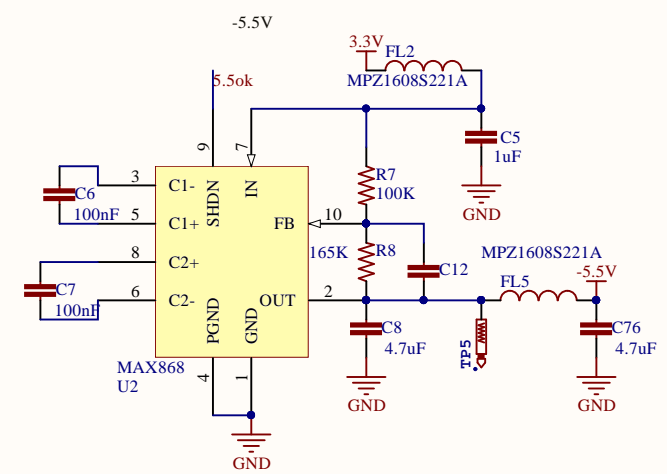 -5.5V
3.3V
FL2
MPZ1608S221A
5.5ok
9
7
C5
1uF
GND
3
C1-
SHDN
IN
R7
100K
C6
100nF
5
C1+
FB
10
8
C2+
165K
R8
C12
MPZ1608S221A
FL5
-5.5V
C7
100nF
6
C2-
OUT
2
PGND
GND
C8
4.7uF
TP5
C76
4.7uF
MAX868
U2
4
1
GND
GND
GND